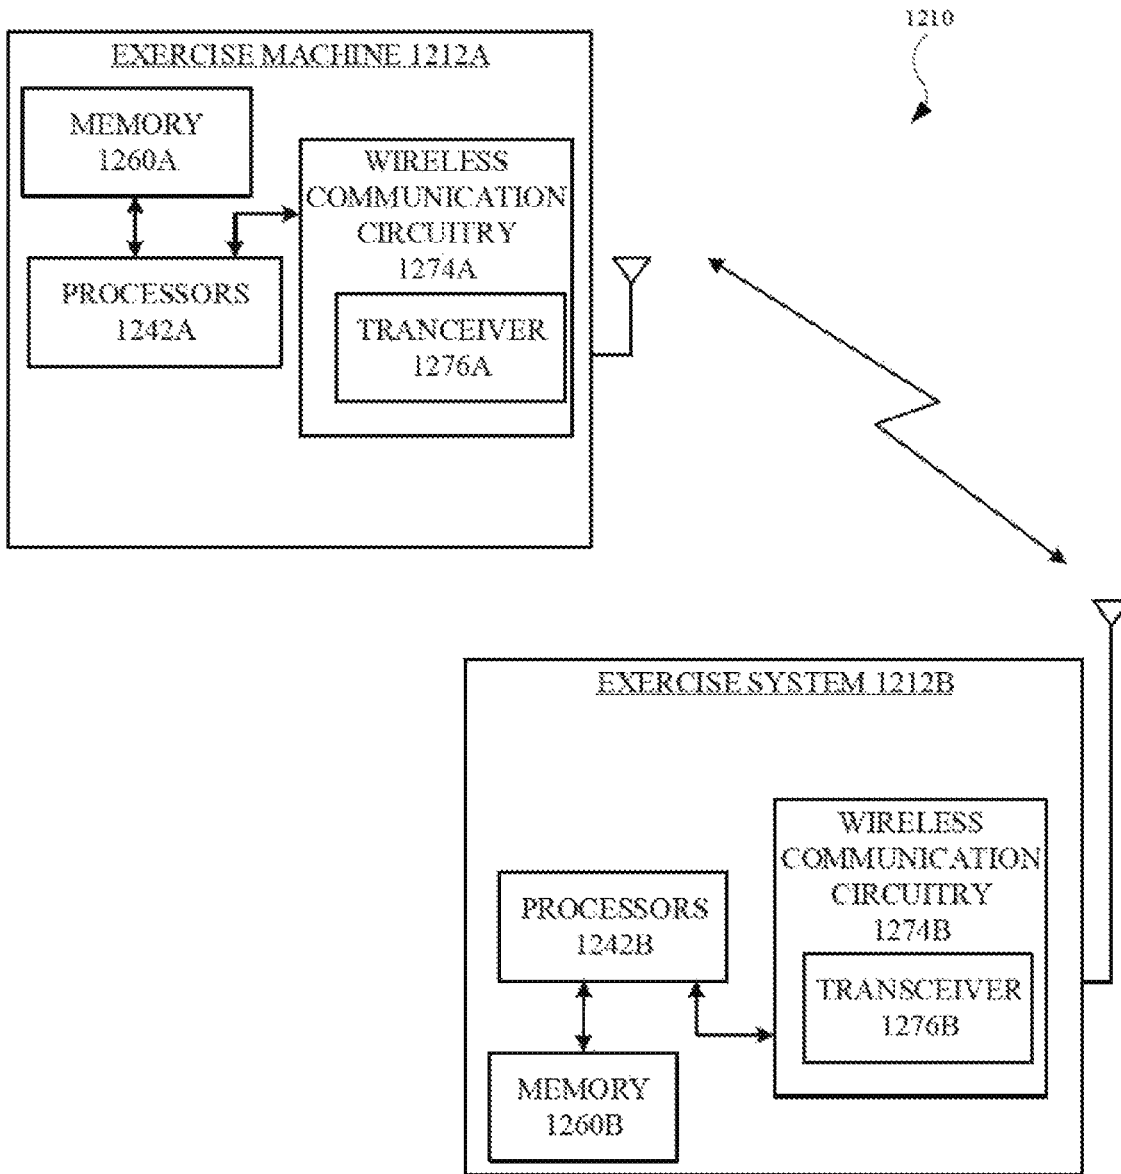 1210
EXERCISE MACHINE 1212A
MEMORY
1260A
WIRELESS
COMMUNICATION
CIRCUITRY
1274A
PROCESSORS
1242A
TRANCEIVER
1276A
EXERCISE SYSTEM 1212B
WIRELESS
COMMUNICATION
CIRCUITRY
1274B
PROCESSORS
1242B
TRANSCEIVER
1276B
MEMORY
1260B